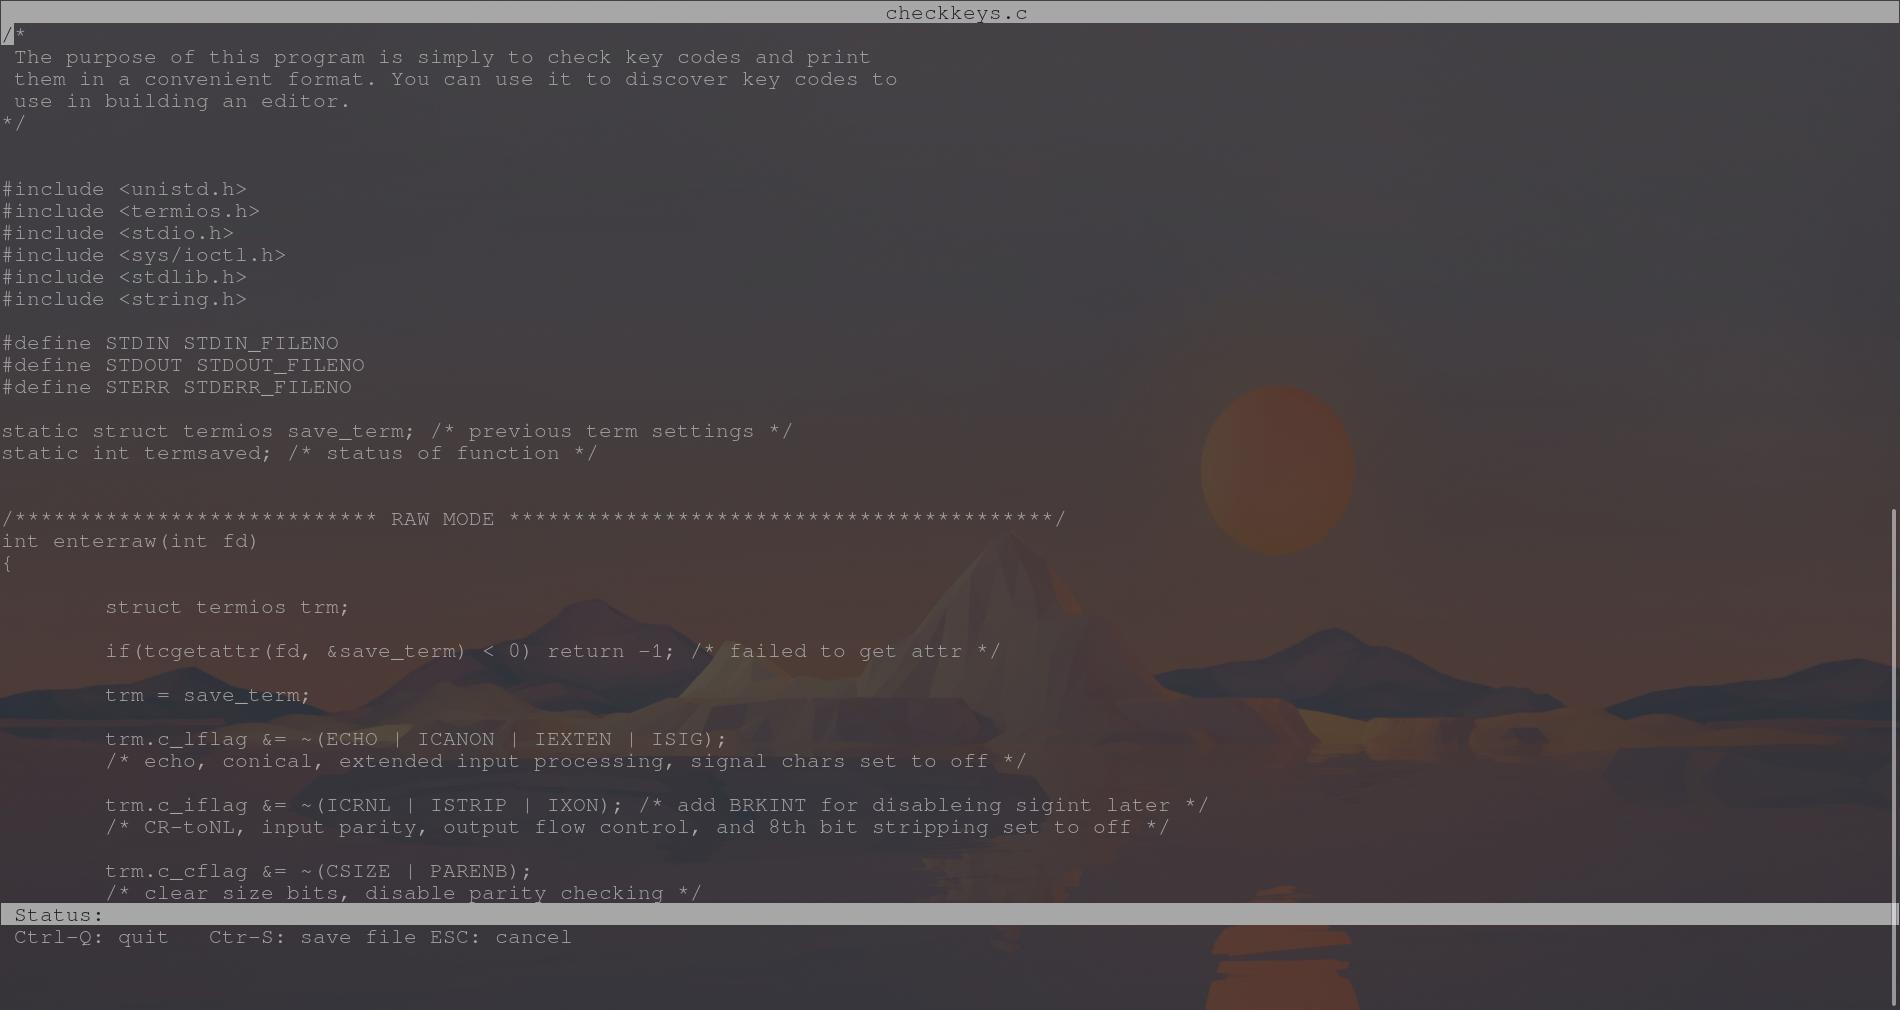 checkkeys.c
/*
 The purpose of this program is simply to check key codes and print
 them in a convenient format. You can use it to discover key codes to
 use in building an editor.
*/
#include <unistd.h>
#include <termios.h>
#include <stdio.h>
#include <sys/ioctl.h>
#include <stdlib.h>
#include <string.h>
#define STDIN STDIN_FILENO
#define STDOUT STDOUT_FILENO
#define STERR STDERR_FILENO
static struct termios save_term; /* previous term settings */
static int termsaved; /* status of function */
/**************************** RAW MODE ******************************************/
int enterraw(int fd)
{
        struct termios trm;
        if(tcgetattr(fd, &save_term) < 0) return -1; /* failed to get attr */
        trm = save_term;
        trm.c_lflag &= ~(ECHO | ICANON | IEXTEN | ISIG);
        /* echo, conical, extended input processing, signal chars set to off */
        trm.c_iflag &= ~(ICRNL | ISTRIP | IXON); /* add BRKINT for disableing sigint later */
        /* CR-toNL, input parity, output flow control, and 8th bit stripping set to off */
        trm.c_cflag &= ~(CSIZE | PARENB);
        /* clear size bits, disable parity checking */
 Status:
 Ctrl-Q: quit   Ctr-S: save file ESC: cancel